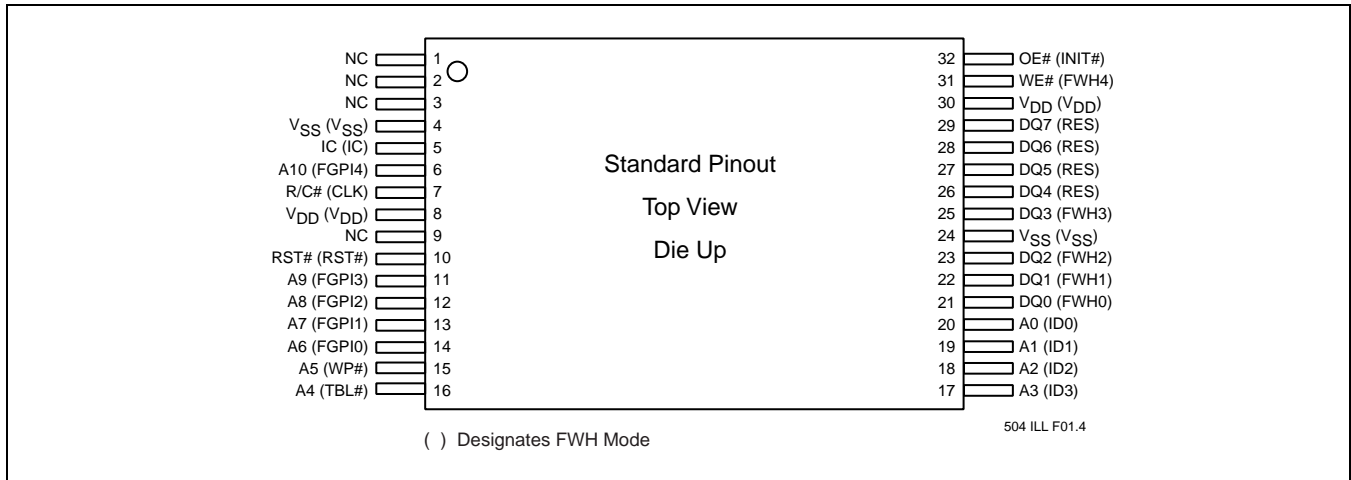 NC 1
NC 2
NC 3
VSS (VSS) 4
IC (IC) 5
A10 (FGPI4) 6
R/C# (CLK) 7
VDD (VDD) 8
NC 9
RST# (RST#) 10
A9 (FGPI3) 11
A8 (FGPI2) 12
A7 (FGPI1) 13
A6 (FGPI0) 14
A5 (WP#) 15
A4 (TBL#) 16
Standard Pinout
Top View
Die Up
32 OE# (INIT#)
31 WE# (FWH4)
30 VDD (VDD)
29 DQ7 (RES)
28 DQ6 (RES)
27 DQ5 (RES)
26 DQ4 (RES)
25 DQ3 (FWH3)
24 VSS (VSS)
23 DQ2 (FWH2)
22 DQ1 (FWH1)
21 DQ0 (FWH0)
20 A0 (ID0)
19 A1 (ID1)
18 A2 (ID2)
17 A3 (ID3)
504 ILL F01.4
( ) Designates FWH Mode